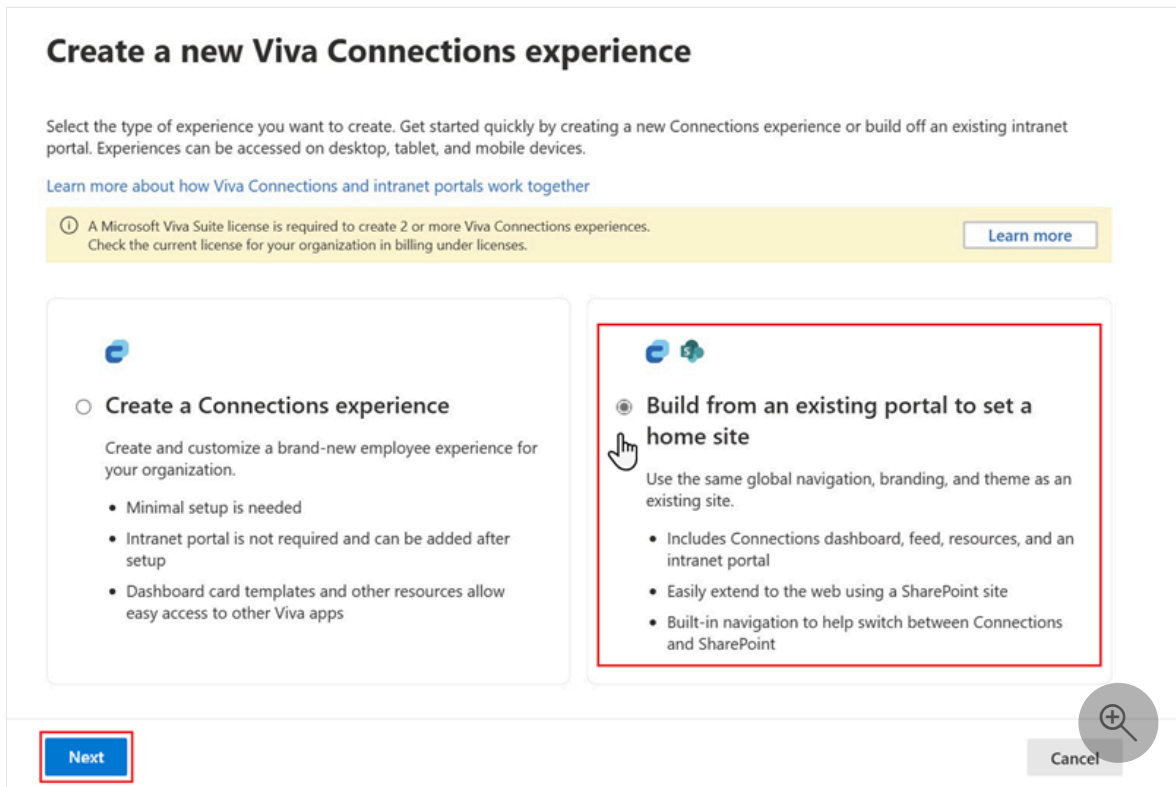 Create a new Viva Connections experience
Select the type of experience you want to create. Get started quickly by creating a new Connections experience or build off an existing intranet
portal. Experiences can be accessed on desktop, tablet, and mobile devices.
Learn more about how Viva Connections and intranet portals work together
A Microsoft Viva Suite license is required to create 2 or more Viva Connections experiences.
Check the current license for your organization in billing under licenses.
Learn more
Create a Connections experience
Create and customize a brand-new employee experience for
your organization.
• Minimal setup is needed
• Intranet portal is not required and can be added after
setup
• Dashboard card templates and other resources allow
easy access to other Viva apps
Build from an existing portal to set a
home site
Use the same global navigation, branding, and theme as an
existing site.
• Includes Connections dashboard, feed, resources, and an
intranet portal
• Easily extend to the web using a SharePoint site
• Built-in navigation to help switch between Connections
and SharePoint
Next
Cancel